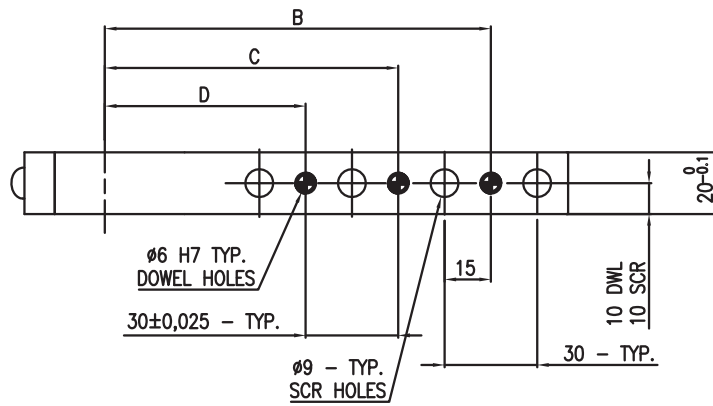 B
C
D
20 0 -0.1
ø6 H7 TYP.
DOWEL HOLES
15
10 DWL
10 SCR
30±0,025 - TYP.
ø9 - TYP.
SCR HOLES
30 - TYP.